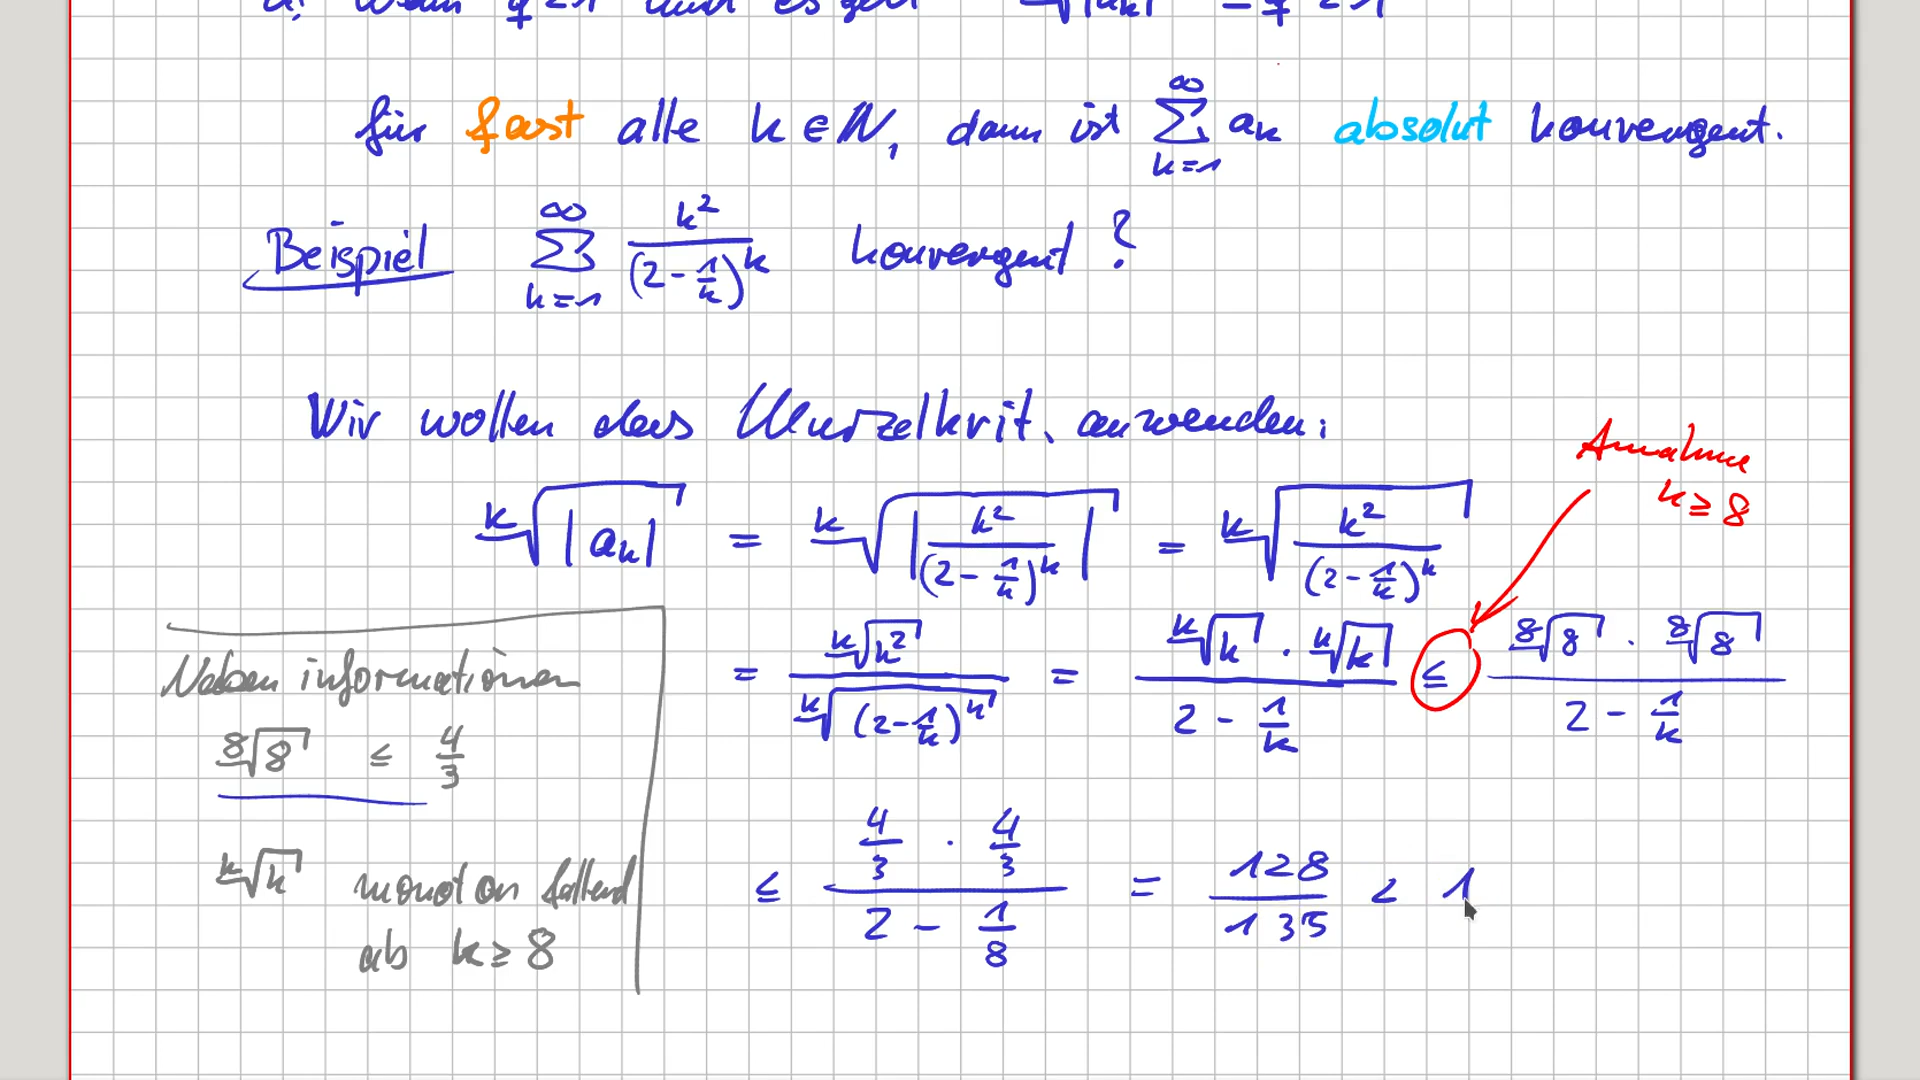 für fast alle k ∈ ℕ, dann ist ∑_{k=1}^{∞} a_k absolut konvergent.
Beispiel ∑_{k=1}^{∞} k²/(2 - 1/k)^k konvergent?
Wir wollen das Wurzelkrit. anwenden:
Annahme
k ≥ 8
ᵏ√|a_k| = ᵏ√|k²/(2 - 1/k)^k| = ᵏ√(k²/(2 - 1/k)^k)
= ᵏ√(k²) / ᵏ√((2 - 1/k)^k) = (ᵏ√k · ᵏ√k)/(2 - 1/k) ≤ (⁸√8 · ⁸√8)/(2 - 1/k)
≤ (4/3 · 4/3)/(2 - 1/8) = 128/135 < 1
Nebeninformationen
⁸√8 ≤ 4/3
ᵏ√k monoton fallend
ab k ≥ 8